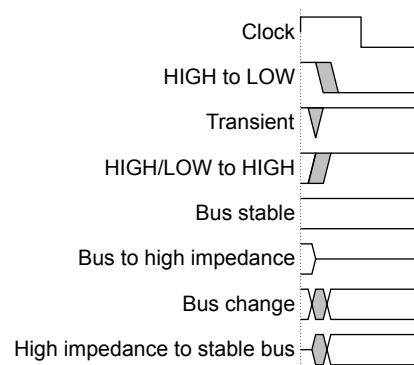 Clock
HIGH to LOW
Transient
HIGH/LOW to HIGH
Bus stable
Bus to high impedance
Bus change
High impedance to stable bus